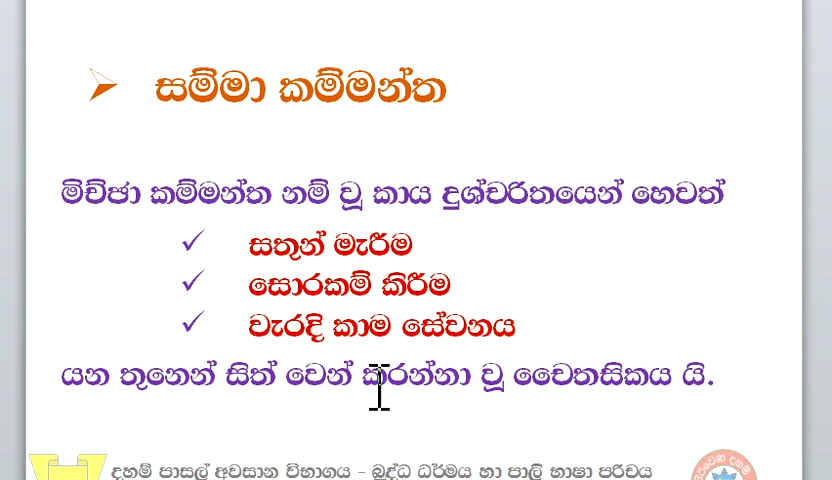 සම්මා කම්මන්ත
මිච්ඡා කම්මන්ත නම් වූ කාය දුශ්චරිතයෙන් හෙවත්
සතුන් මැරීම
සොරකම් කිරීම
වැරදි කාම සේවනය
යන තුනෙන් සිත් වෙන් කරන්නා වූ චෛතසිකය යි.
දහම් පාසල් අවසාන විභාගය - බුද්ධ ධර්මය හා පාලි භාෂා පරිචය